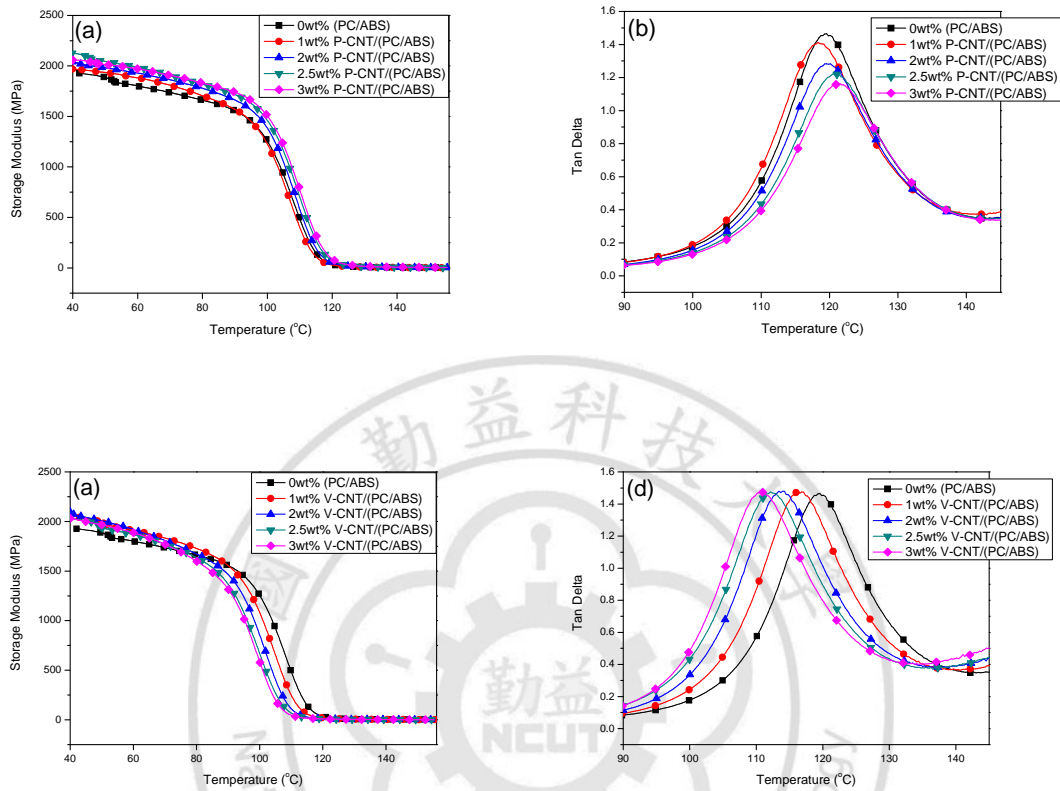 (a)
0wt% (PC/ABS)
1wt% P-CNT/(PC/ABS)
2wt% P-CNT/(PC/ABS)
2.5wt% P-CNT/(PC/ABS)
3wt% P-CNT/(PC/ABS)
Storage Modulus (MPa)
2500
2000
1500
1000
500
0
40 60 80 100 120 140
Temperature (°C)
(b)
0wt% (PC/ABS)
1wt% P-CNT/(PC/ABS)
2wt% P-CNT/(PC/ABS)
2.5wt% P-CNT/(PC/ABS)
3wt% P-CNT/(PC/ABS)
Tan Delta
1.6
1.4
1.2
1.0
0.8
0.6
0.4
0.2
0.0
90 100 110 120 130 140
Temperature (°C)
(a)
0wt% (PC/ABS)
1wt% V-CNT/(PC/ABS)
2wt% V-CNT/(PC/ABS)
2.5wt% V-CNT/(PC/ABS)
3wt% V-CNT/(PC/ABS)
Storage Modulus (MPa)
2500
2000
1500
1000
500
0
40 60 80 100 120 140
Temperature (°C)
(d)
0wt% (PC/ABS)
1wt% V-CNT/(PC/ABS)
2wt% V-CNT/(PC/ABS)
2.5wt% V-CNT/(PC/ABS)
3wt% V-CNT/(PC/ABS)
Tan Delta
1.6
1.4
1.2
1.0
0.8
0.6
0.4
0.2
0.0
90 100 110 120 130 140
Temperature (°C)
勤益科技大
勤益
NCUT